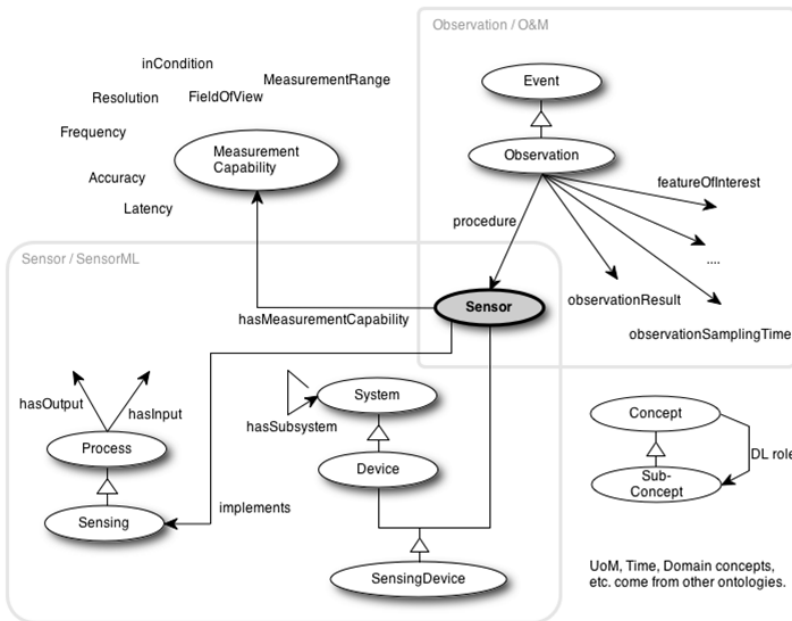 Observation / O&M
inCondition
MeasurementRange
Resolution
FieldOfView
Event
Frequency
Measurement
Capability
Observation
Accuracy
featureOfInterest
Latency
procedure
Sensor / SensorML
....
observationResult
Sensor
hasMeasurementCapability
observationSamplingTime
hasOutput
hasInput
System
hasSubsystem
Concept
Process
Device
DL role
Sub-
Concept
implements
Sensing
SensingDevice
UoM, Time, Domain concepts,
etc. come from other ontologies.